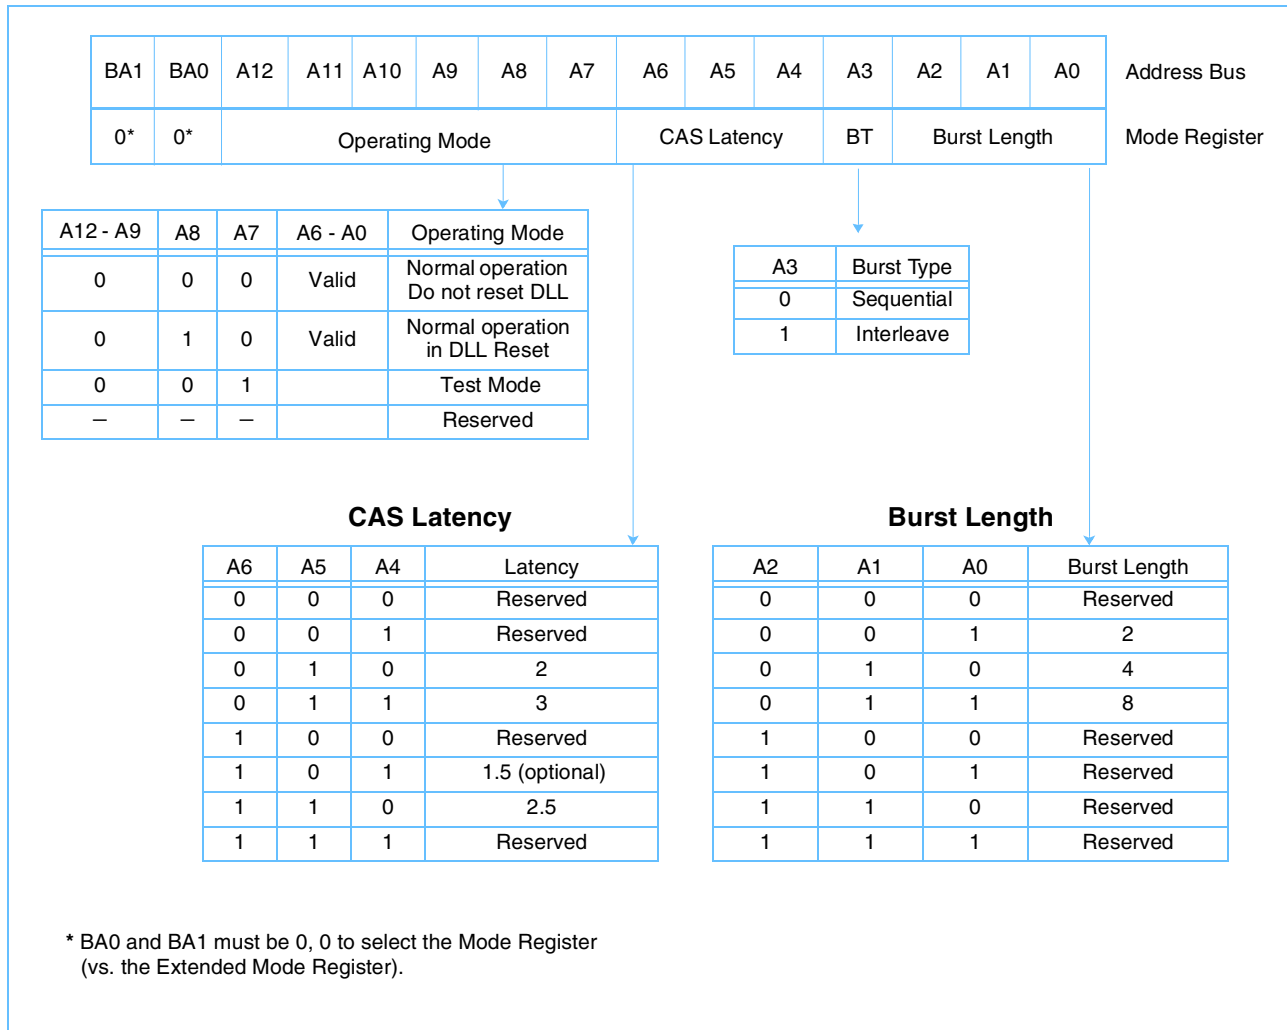 BA1 BA0 A12 A11 A10 A9 A8 A7 A6 A5 A4 A3 A2 A1 A0 Address Bus
0* 0* Operating Mode CAS Latency BT Burst Length Mode Register
A12 - A9 A8 A7 A6 - A0 Operating Mode
0 0 0 Valid Normal operation
Do not reset DLL
0 1 0 Valid Normal operation
in DLL Reset
0 0 1 Test Mode
— — — Reserved
A3 Burst Type
0 Sequential
1 Interleave
CAS Latency
A6 A5 A4 Latency
0 0 0 Reserved
0 0 1 Reserved
0 1 0 2
0 1 1 3
1 0 0 Reserved
1 0 1 1.5 (optional)
1 1 0 2.5
1 1 1 Reserved
Burst Length
A2 A1 A0 Burst Length
0 0 0 Reserved
0 0 1 2
0 1 0 4
0 1 1 8
1 0 0 Reserved
1 0 1 Reserved
1 1 0 Reserved
1 1 1 Reserved
* BA0 and BA1 must be 0, 0 to select the Mode Register
(vs. the Extended Mode Register).